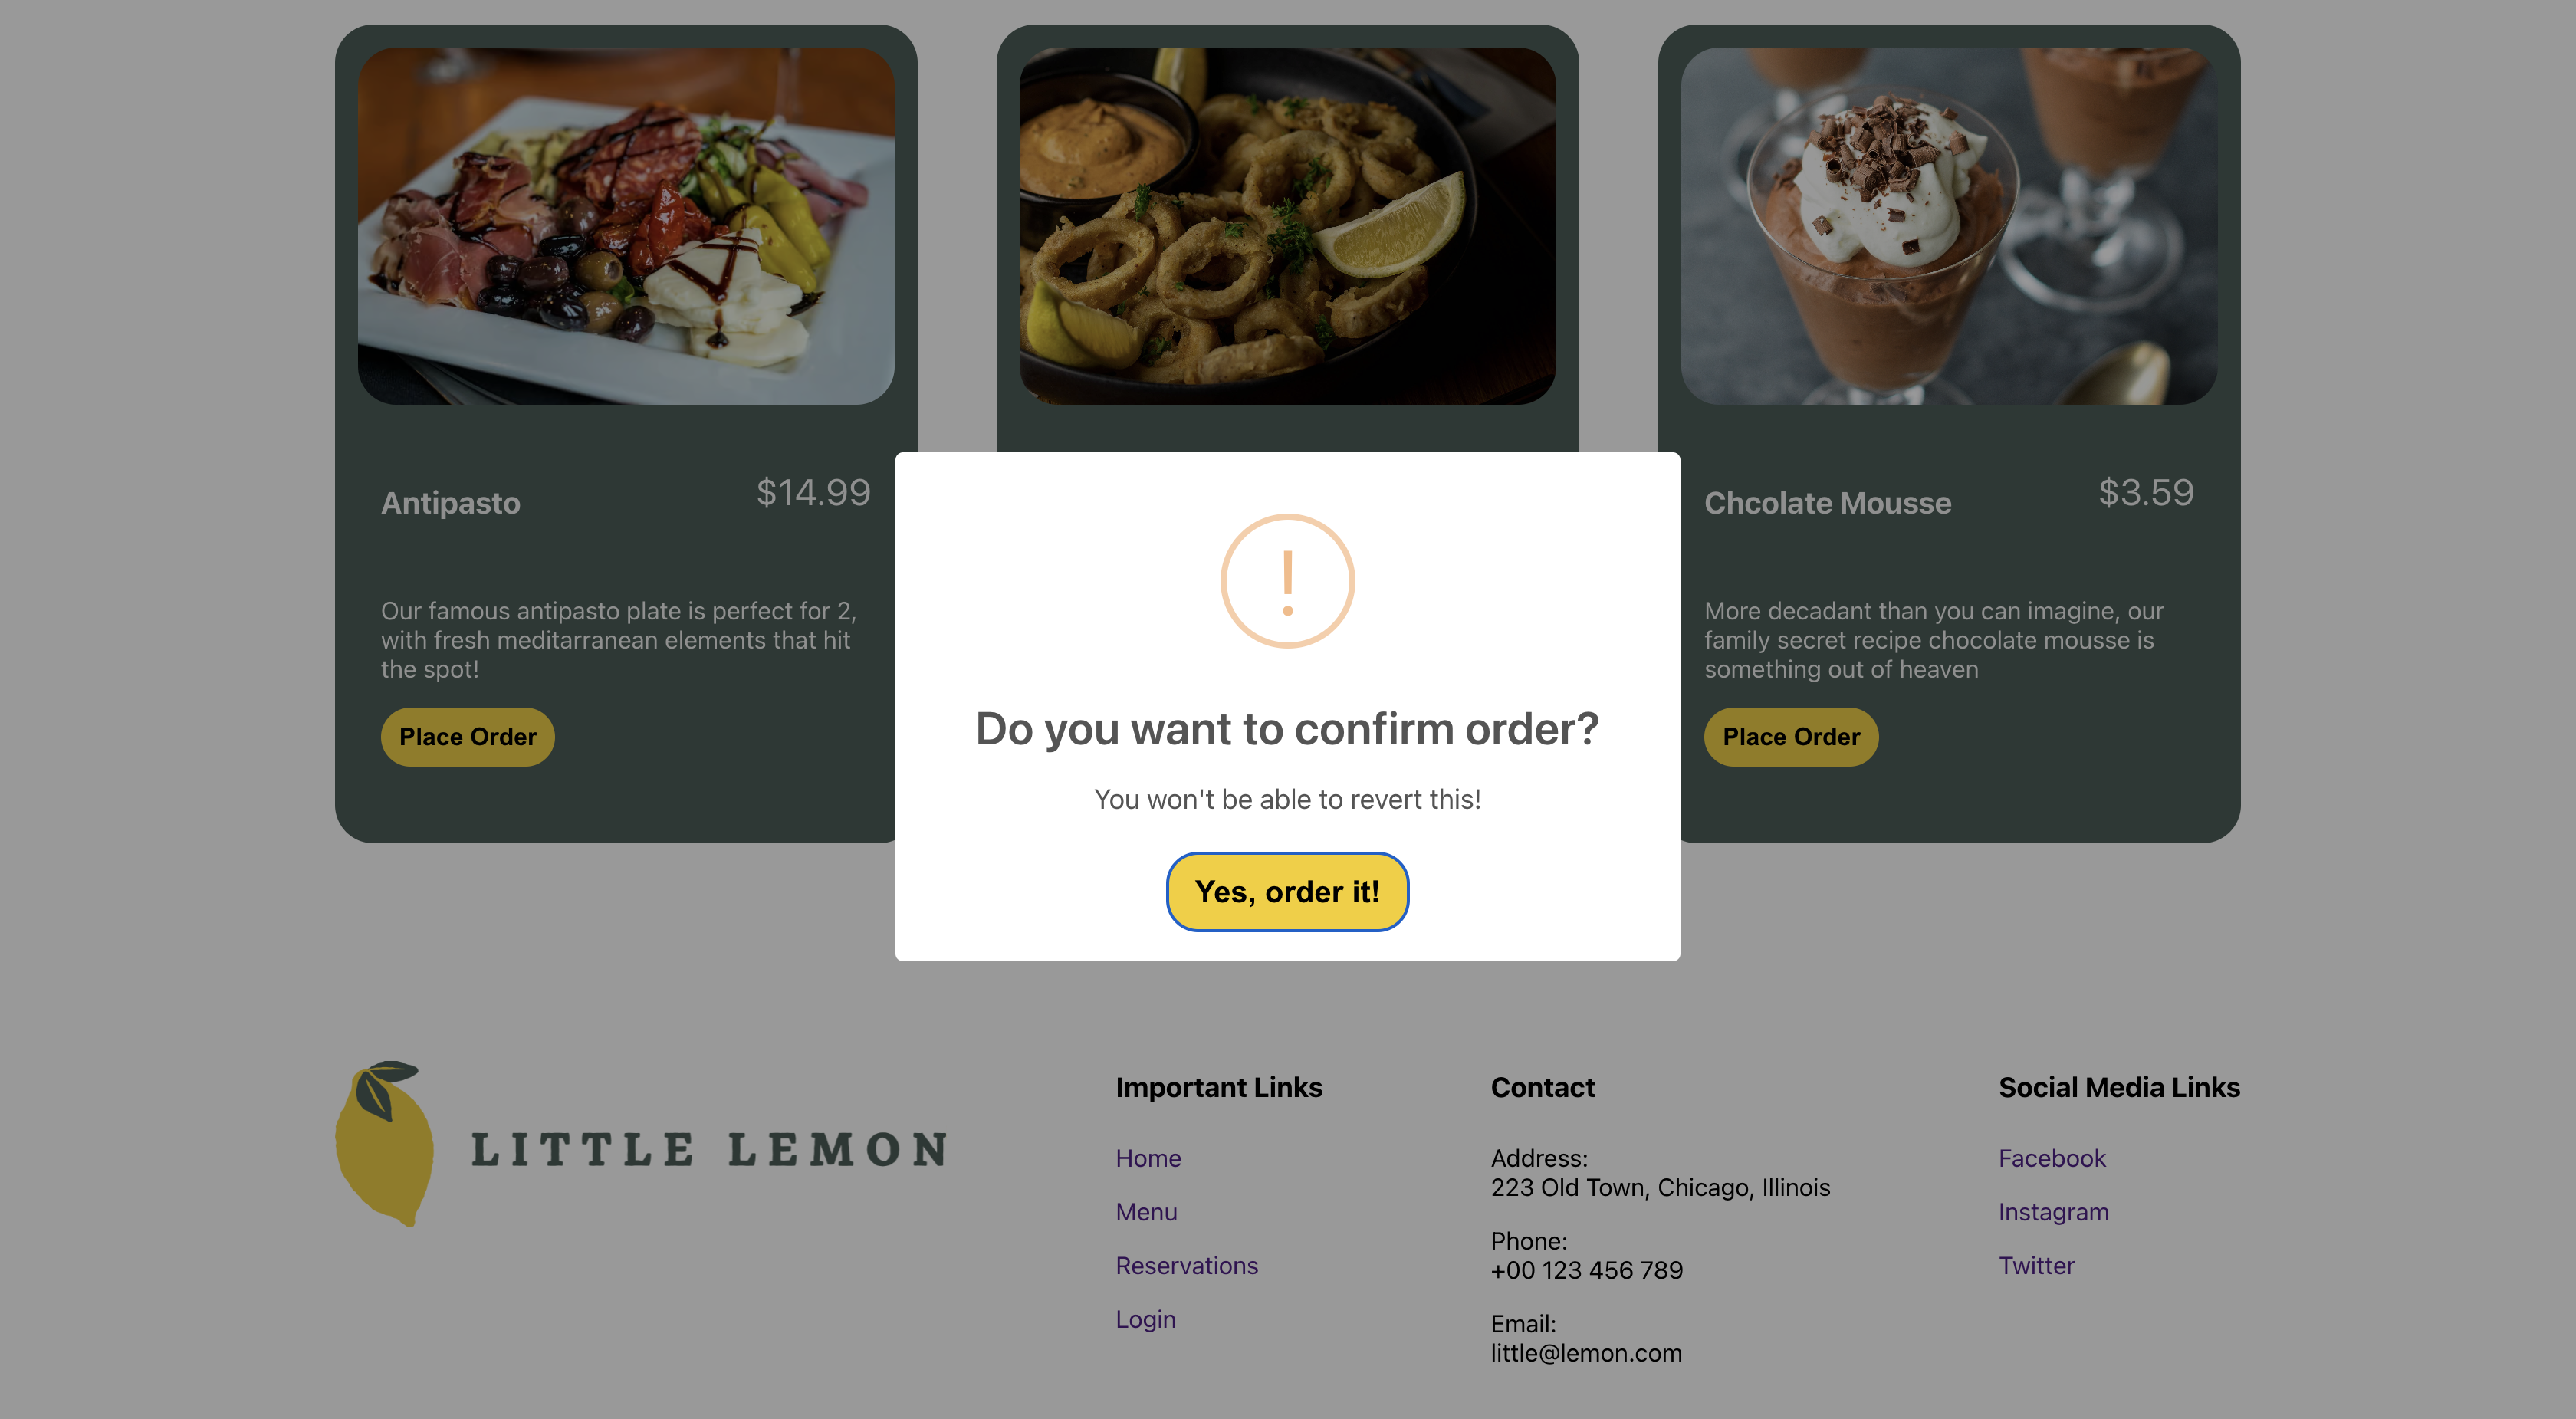 Antipasto
$14.99
Our famous antipasto plate is perfect for 2,
with fresh meditarranean elements that hit
the spot!
Place Order
Do you want to confirm order?
You won't be able to revert this!
Yes, order it!
Chcolate Mousse
$3.59
More decadant than you can imagine, our
family secret recipe chocolate mousse is
something out of heaven
Place Order
LITTLE LEMON
Important Links
Home
Menu
Reservations
Login
Contact
Address:
223 Old Town, Chicago, Illinois
Phone:
+00 123 456 789
Email:
little@lemon.com
Social Media Links
Facebook
Instagram
Twitter